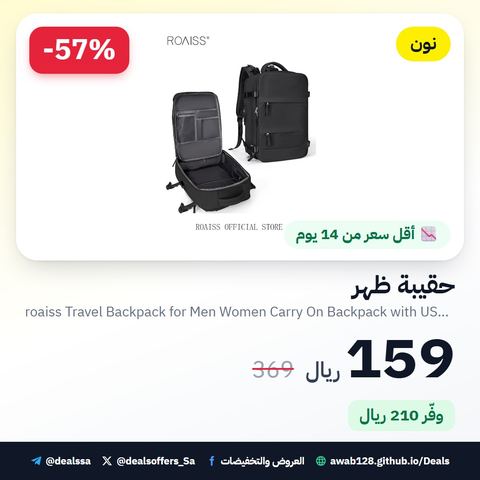 -57%
ROAISS®
نون
ROAISS OFFICIAL STORE
أقل سعر من 14 يوم
حقيبة ظهر
roaiss Travel Backpack for Men Women Carry On Backpack with US...
159 ريال 369
وفّر 210 ريال
@dealssa @dealsoffers_Sa العروض والتخفيضات awab128.github.io/Deals